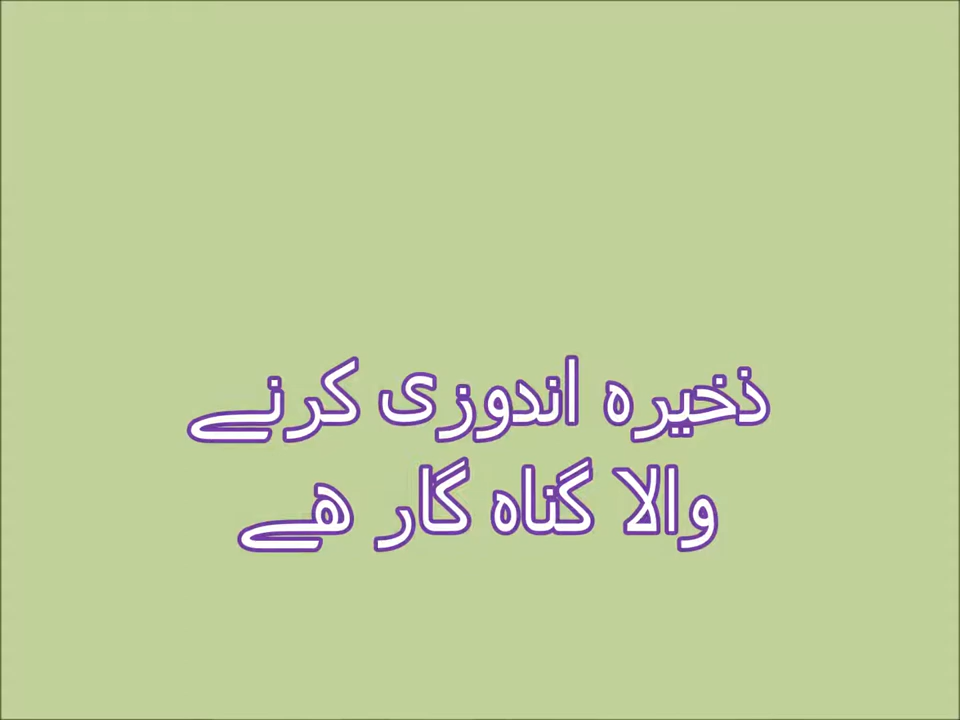 ذخیرہ اندوزی کرنے
والا گناہ گار ھے